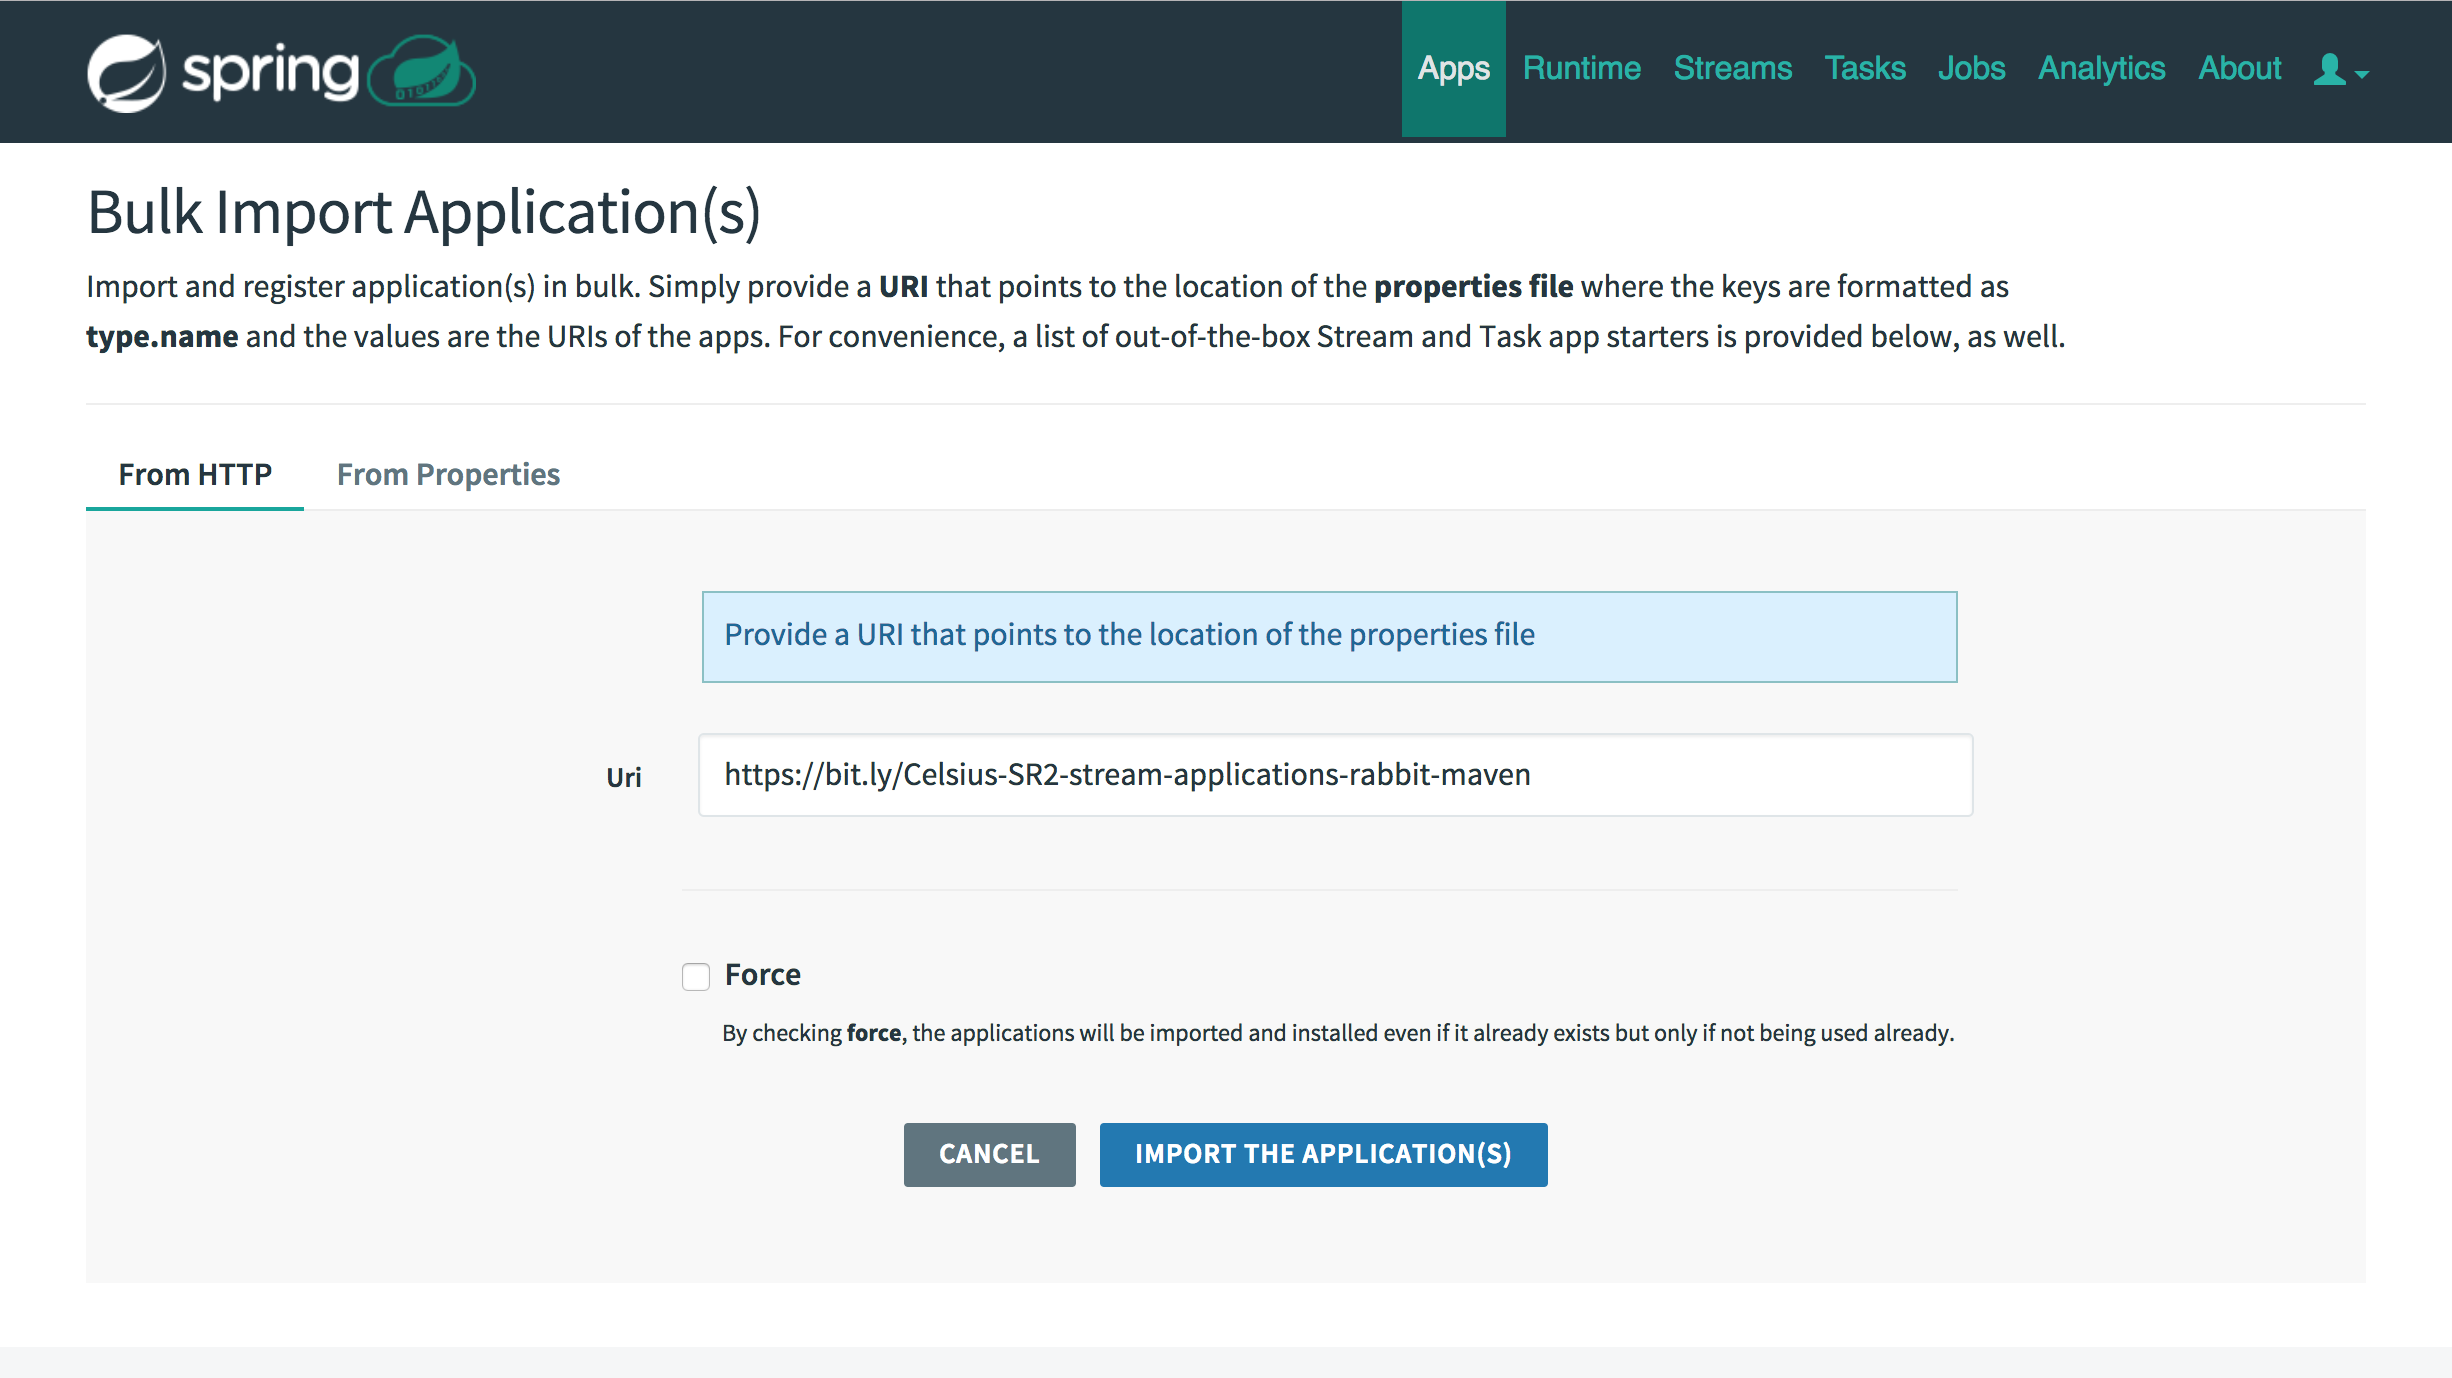 spring
Apps Runtime Streams Tasks Jobs Analytics About
Bulk Import Application(s)
Import and register application(s) in bulk. Simply provide a URI that points to the location of the properties file where the keys are formatted as
type.name and the values are the URIs of the apps. For convenience, a list of out-of-the-box Stream and Task app starters is provided below, as well.
From HTTP From Properties
Provide a URI that points to the location of the properties file
Uri https://bit.ly/Celsius-SR2-stream-applications-rabbit-maven
Force
By checking force, the applications will be imported and installed even if it already exists but only if not being used already.
CANCEL IMPORT THE APPLICATION(S)